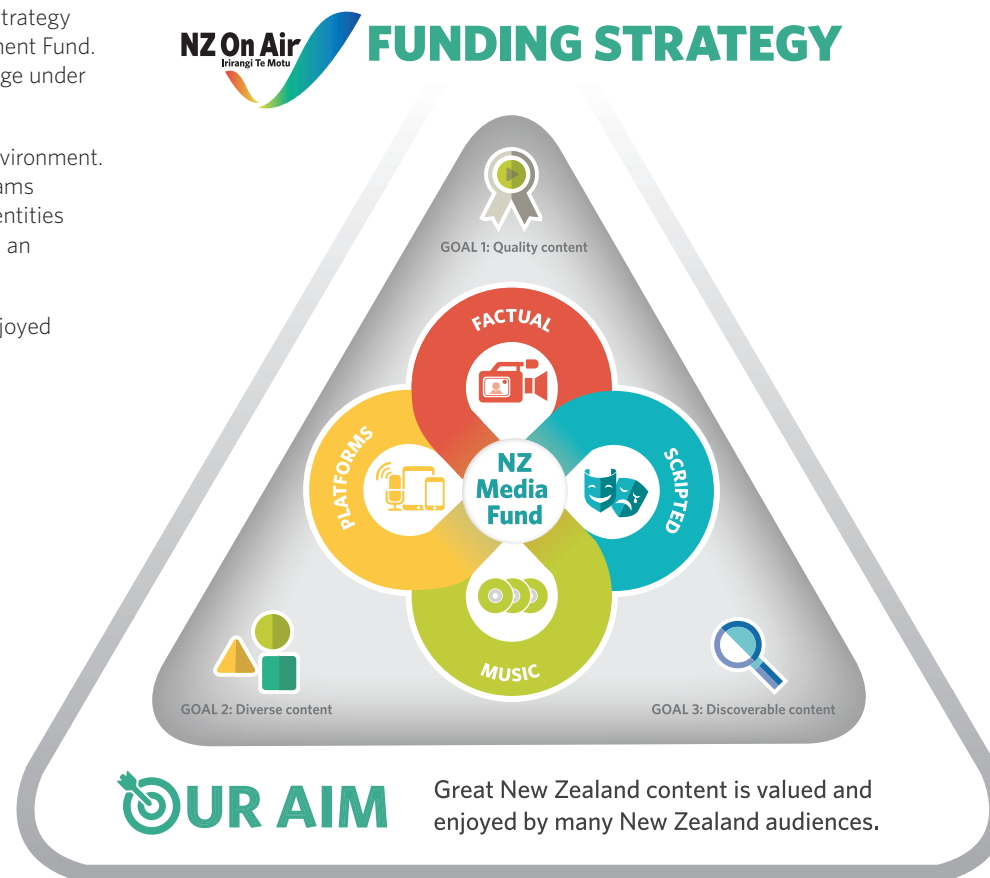 trategy
nent Fund.
ge under
vironment.
ams
entities
an
joyed
NZ On Air
Irirangi Te Motu
FUNDING STRATEGY
GOAL 1: Quality content
FACTUAL
PLATFORMS
SCRIPTED
NZ
Media
Fund
MUSIC
GOAL 2: Diverse content
GOAL 3: Discoverable content
OUR AIM
Great New Zealand content is valued and
enjoyed by many New Zealand audiences.